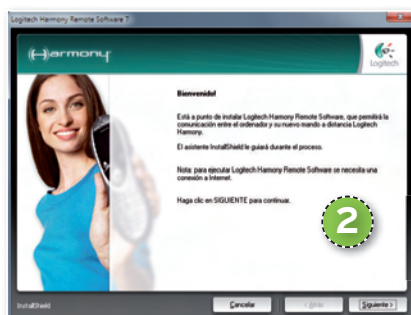 Logitech Harmony Remote Software 7
Harmony
Logitech
Bienvenido!
Está a punto de instalar Logitech Harmony Remote Software, que permitirá la
comunicación entre el ordenador y su nuevo mando a distancia Logitech
Harmony.
El asistente InstallShield le guiará durante el proceso.
Nota: para ejecutar Logitech Harmony Remote Software se necesita una
conexión a Internet.
Haga clic en SIGUIENTE para continuar.
2
InstallShield
Cancelar
< Atrás
Siguiente >